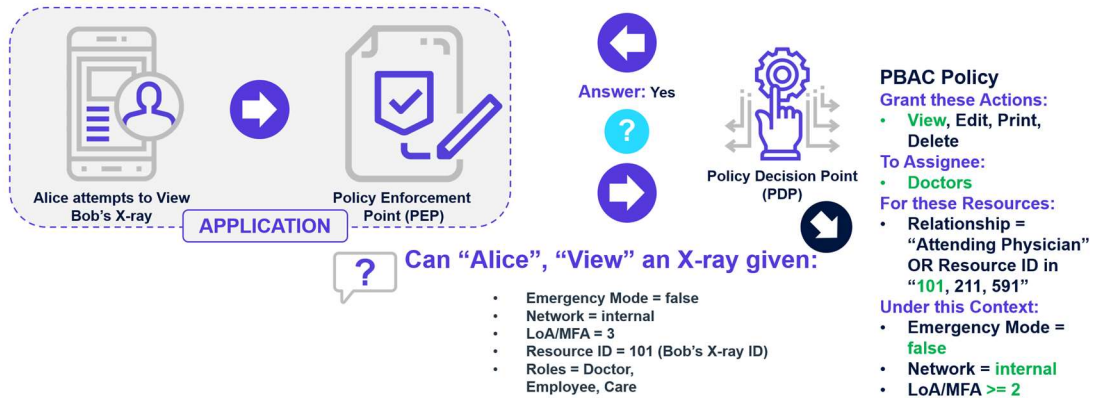 Alice attempts to View
Bob's X-ray
Policy Enforcement
Point (PEP)
APPLICATION
Answer: Yes
?
Policy Decision Point
(PDP)
?
Can “Alice”, “View” an X-ray given:
• Emergency Mode = false
• Network = internal
• LoA/MFA = 3
• Resource ID = 101 (Bob's X-ray ID)
• Roles = Doctor,
Employee, Care
PBAC Policy
Grant these Actions:
• View, Edit, Print,
Delete
To Assignee:
• Doctors
For these Resources:
• Relationship =
“Attending Physician”
OR Resource ID in
“101, 211, 591”
Under this Context:
• Emergency Mode =
false
• Network = internal
• LoA/MFA >= 2